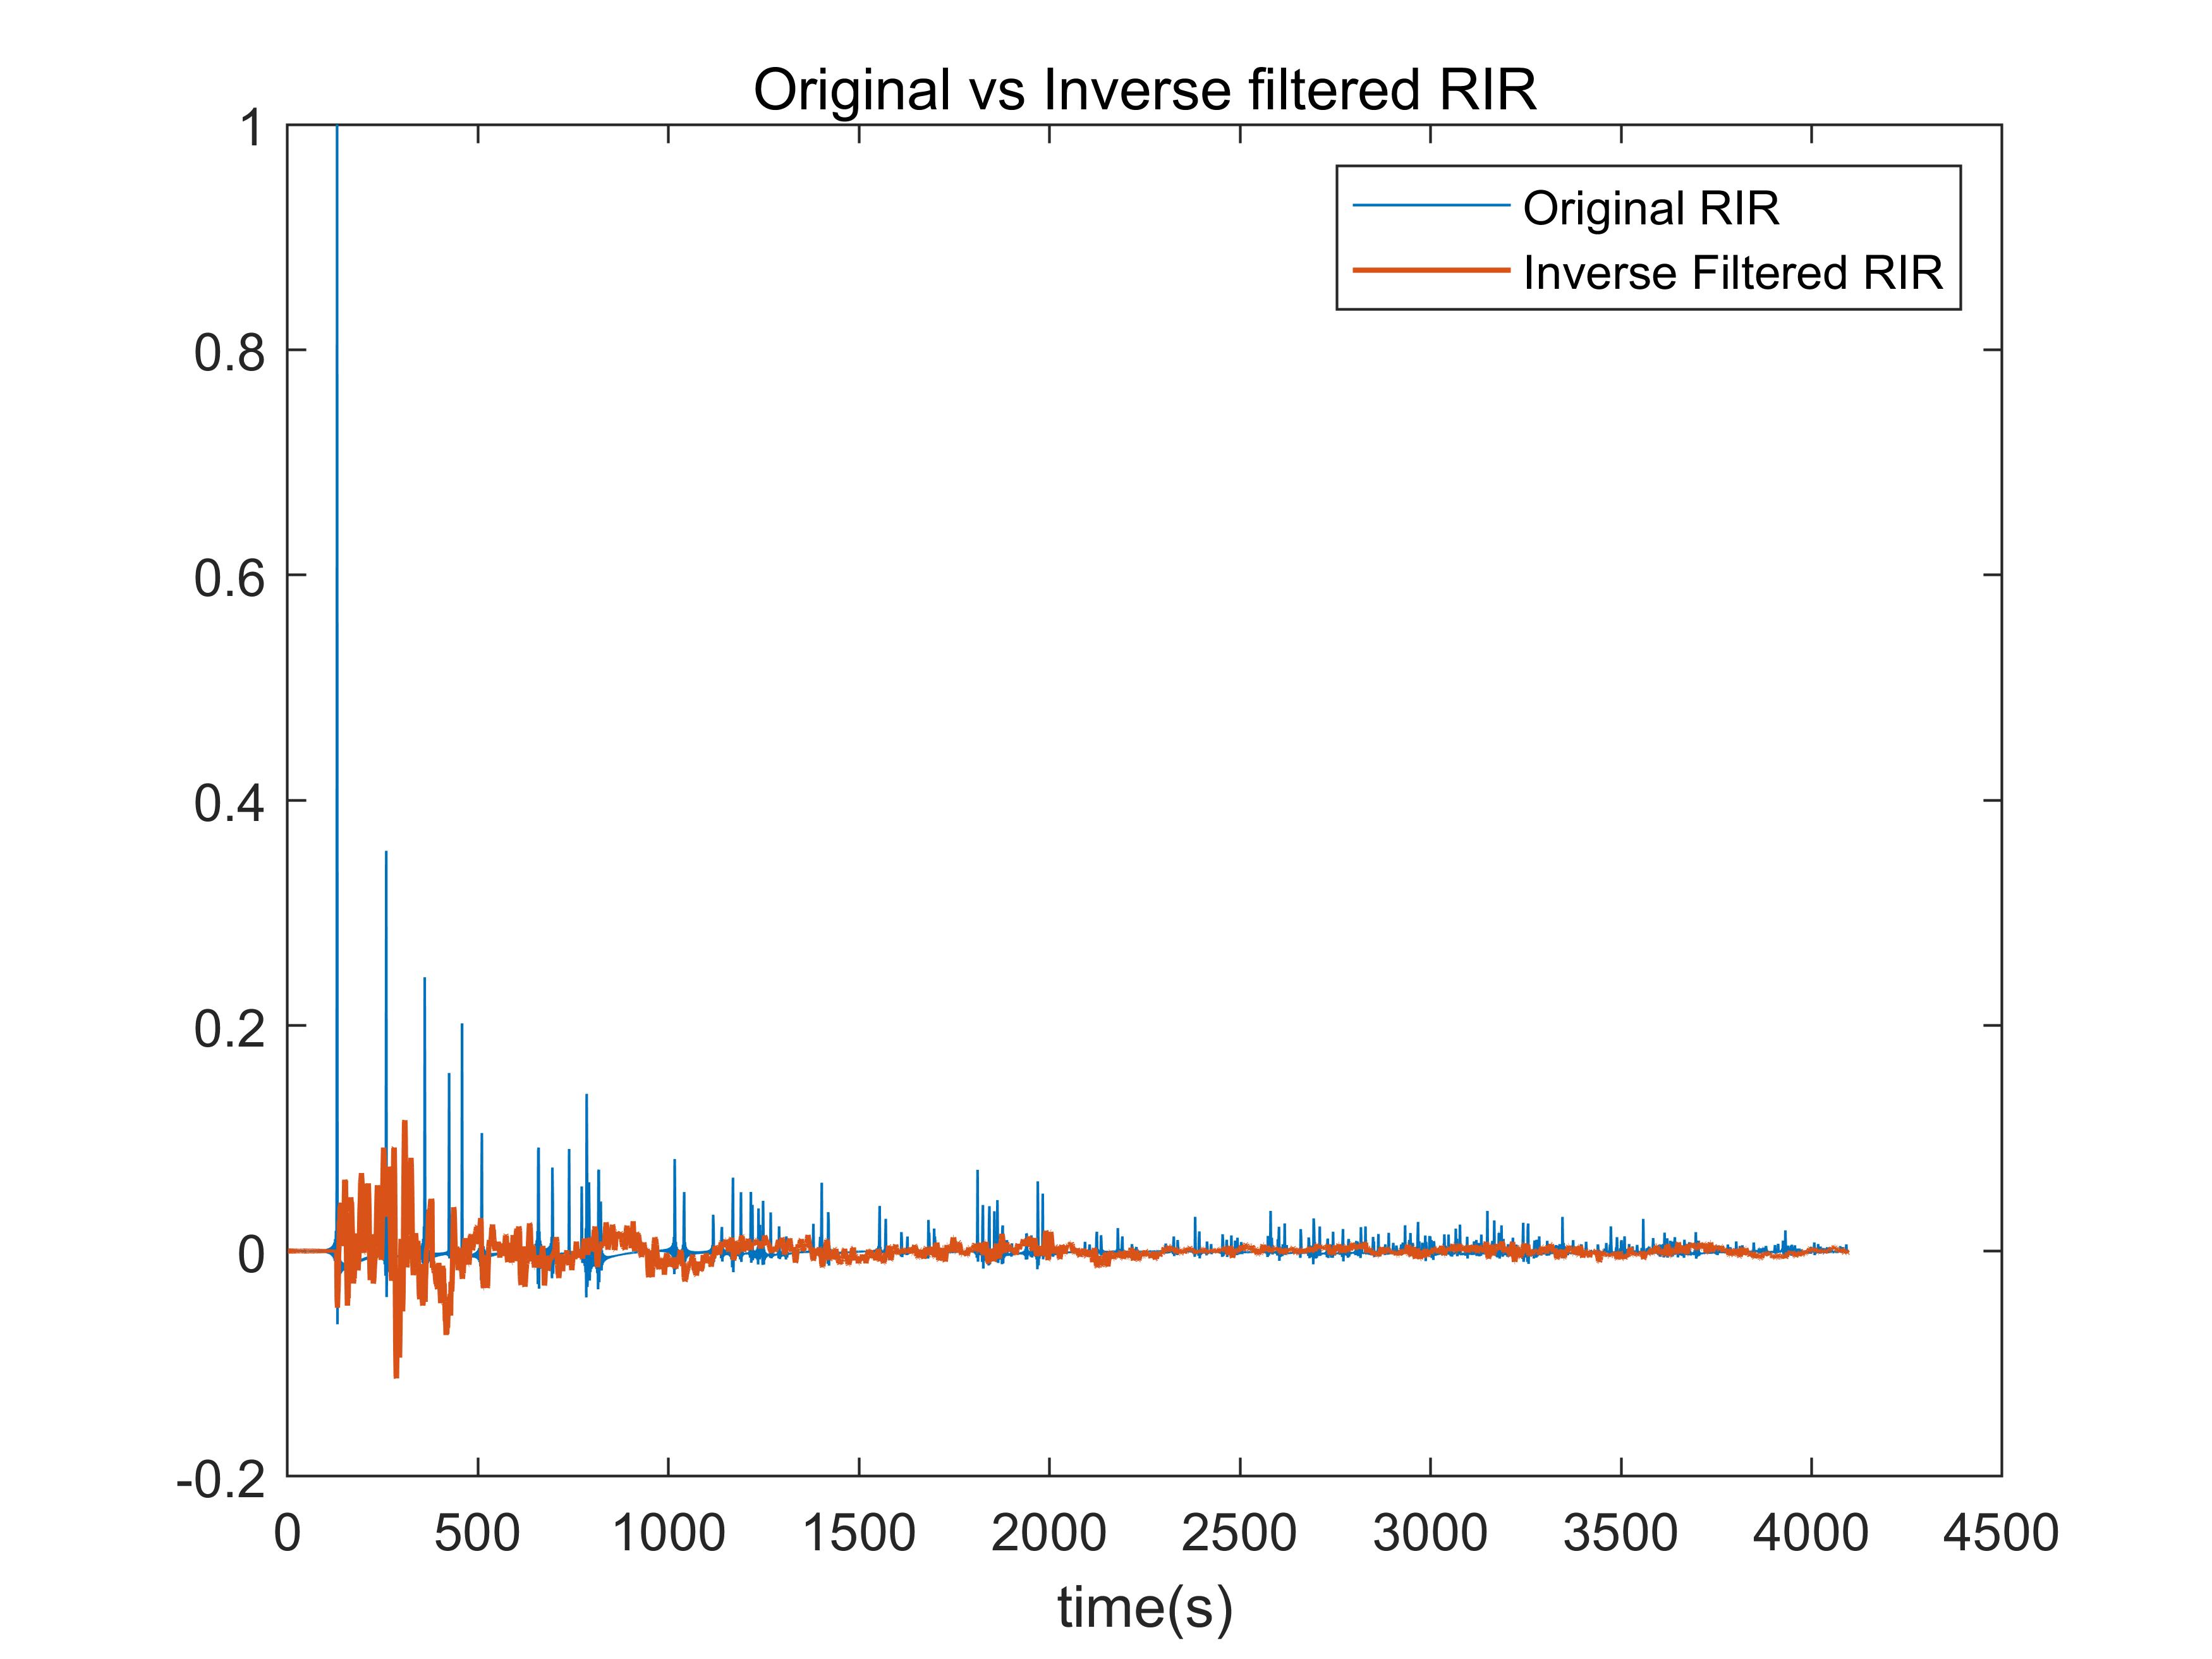 Original vs Inverse filtered RIR
Original RIR
Inverse Filtered RIR
1
0.8
0.6
0.4
0.2
0
-0.2
0 500 1000 1500 2000 2500 3000 3500 4000 4500
time(s)